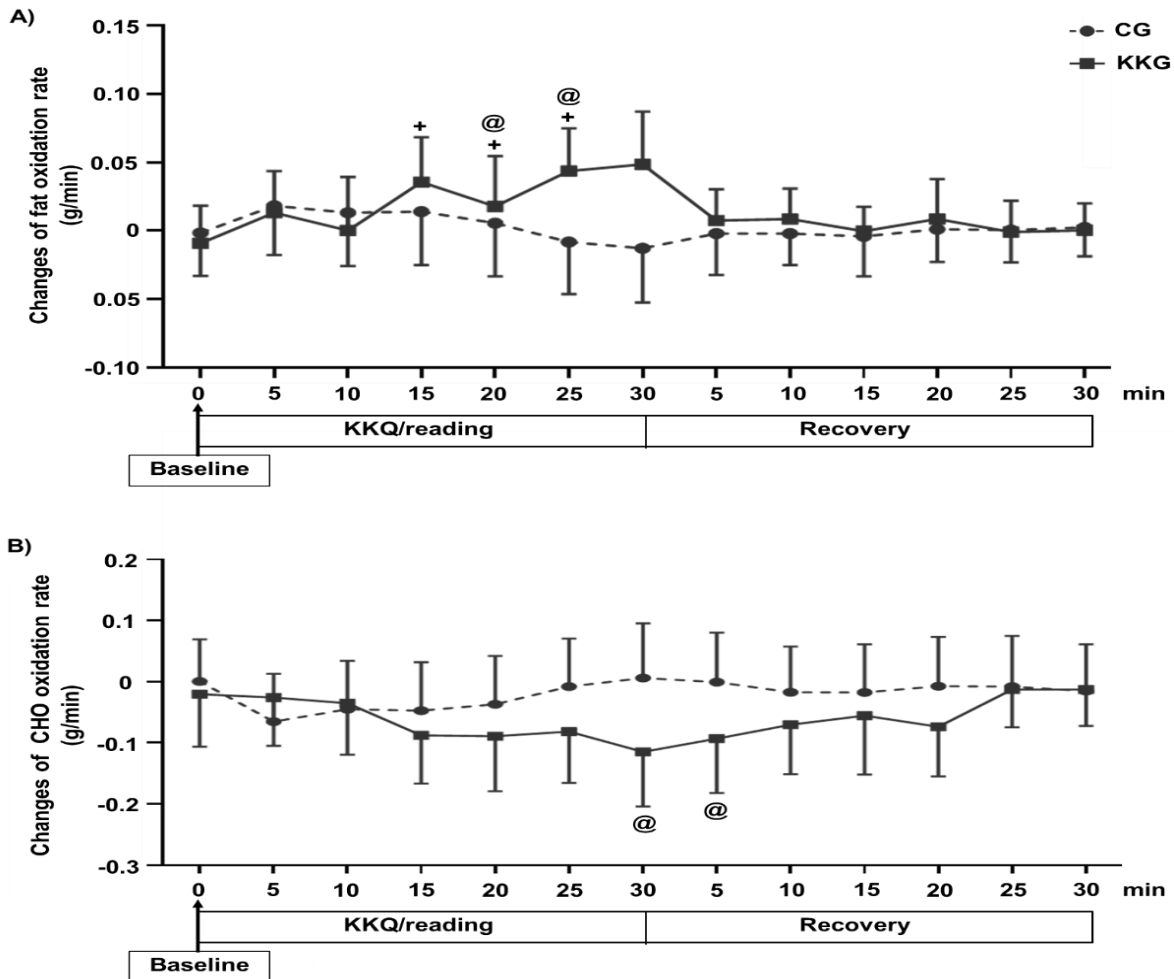 A)
CG
KKG
Changes of fat oxidation rate
(g/min)
0.15
0.10
0.05
0
0.05
-0.10
+
@
+
@
+
0 5 10 15 20 25 30 5 10 15 20 25 30 min
KKQ/reading Recovery
Baseline
B)
Changes of CHO oxidation rate
(g/min)
0.2
0.1
0
-0.1
-0.2
-0.3
@ @
0 5 10 15 20 25 30 5 10 15 20 25 30 min
KKQ/reading Recovery
Baseline